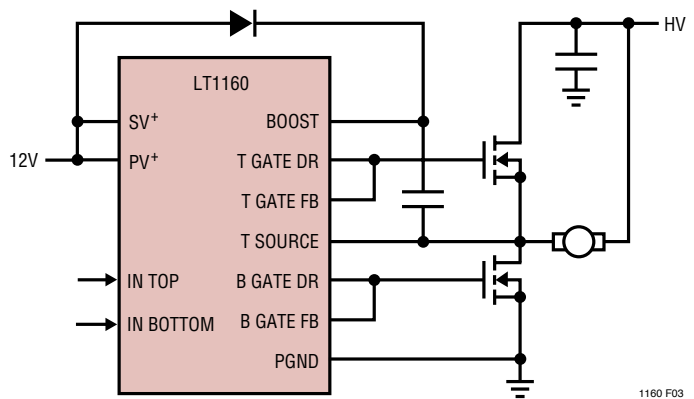 HV
LT1160
SV+
BOOST
12V
PV+
T GATE DR
T GATE FB
T SOURCE
IN TOP
B GATE DR
IN BOTTOM
B GATE FB
PGND
1160 F03